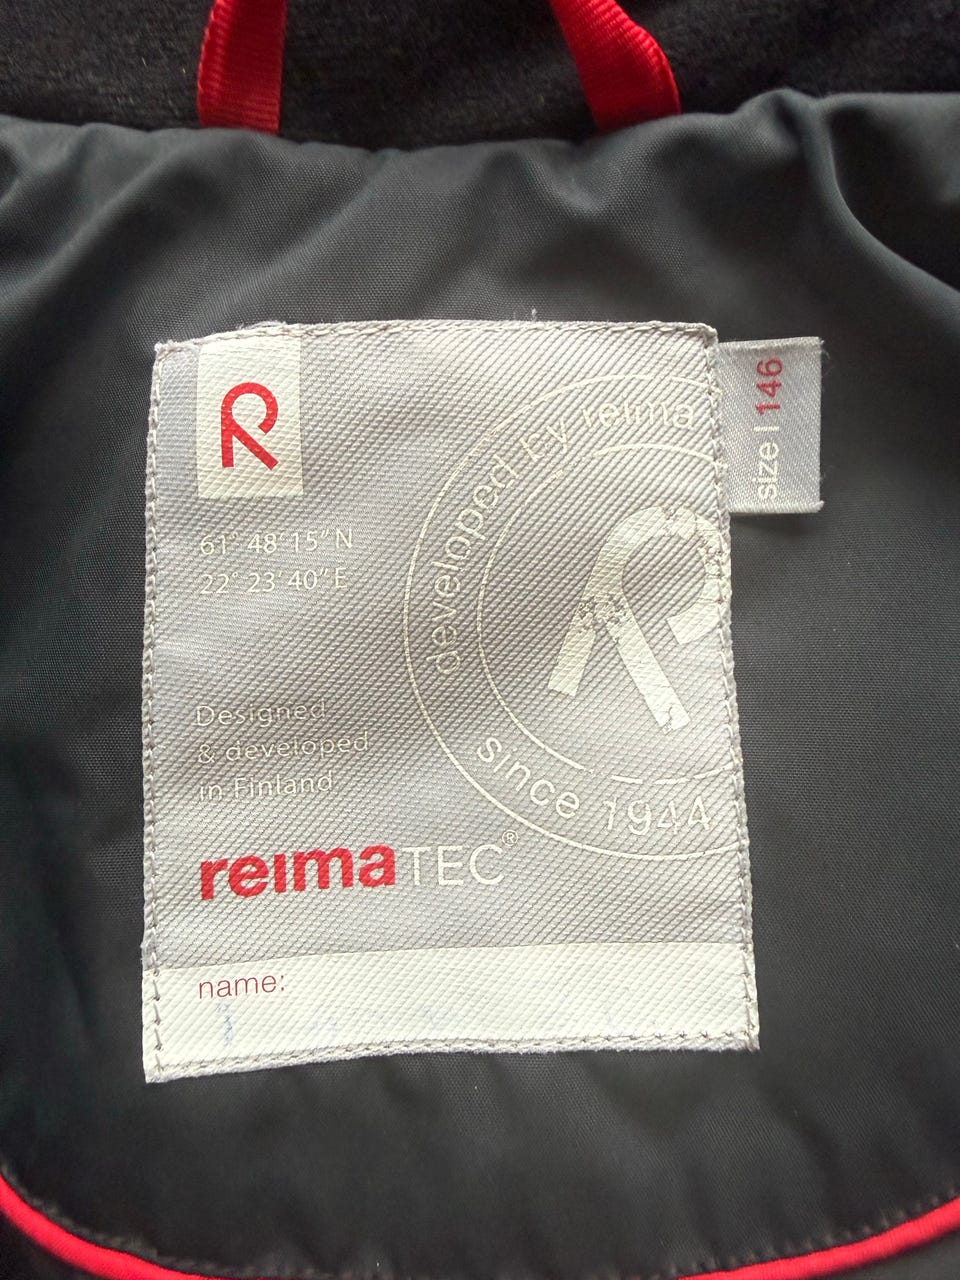 R
61° 48' 15" N
22° 23' 40" E
developed by reima
since 1944
R
size | 146
Designed
& developed
in Finland
reimaTEC®
name: